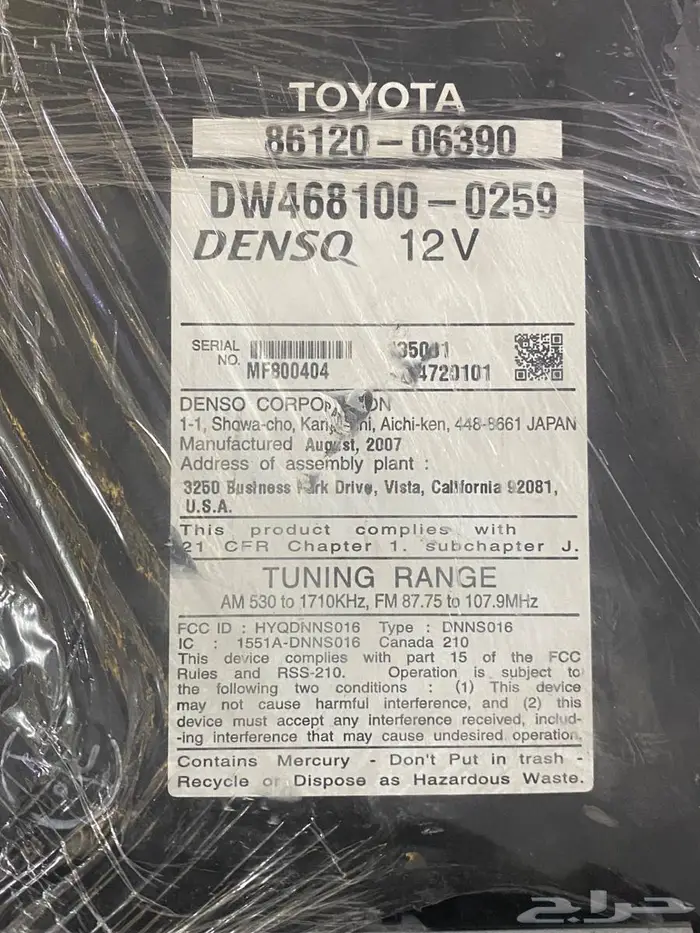 TOYOTA
86120-06390
DW468100-0259
DENSO 12V
SERIAL NO. MF800404
4720101
DENSO
1-1, Showa-cho, Aichi-ken, 448-8661 JAPAN
Manufactured August, 2007
Address of assembly plant :
3250 Business Park Drive, Vista, California 92081,
U.S.A.
This product complies with
21 CFR Chapter 1. subchapter J.
TUNING RANGE
AM 530 to 1710KHz, FM 87.75 to 107.9MHz
FCC ID : HYQDNNS016 Type : DNNS016
IC : 1551A-DNNS016 Canada 210
This device complies with part 15 of the FCC
Rules and RSS-210. Operation is subject to
the following two conditions : (1) This device
may not cause harmful interference, and (2) this
device must accept any interference received, includ-
-ing interference that may cause undesired operation.
Contains Mercury - Don't Put in trash -
Recycle or Dispose as Hazardous Waste.
حراج